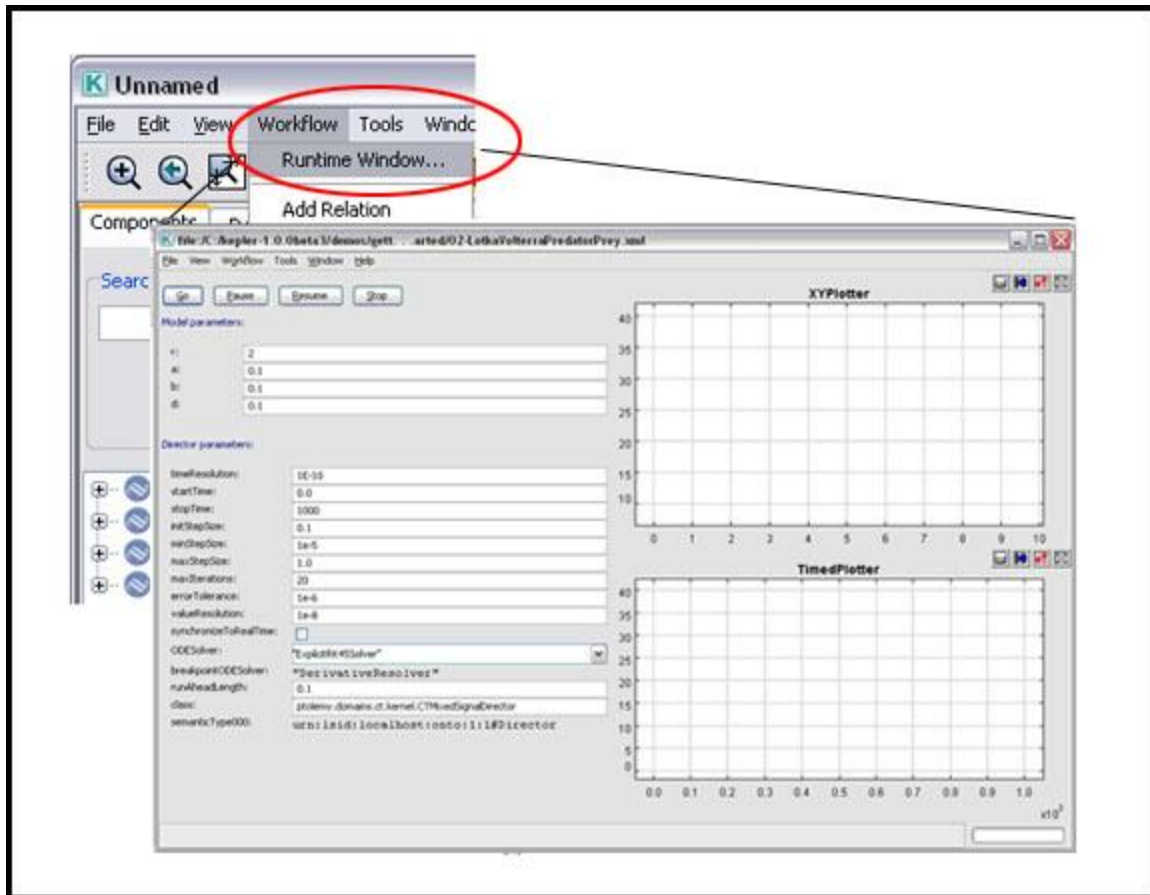 Unnamed
File Edit View Workflow Tools
Runtime Window...
Add Relation
Components
file:/C:/kepler-1.0.0beta3/demos/gett. . .arted/02-LotkaVolterraPredatorPrey.xml
File View Workflow Tools Window Help
Go Pause Resume Stop
Model parameters:
r: 2
a: 0.1
b: 0.1
d: 0.1
Director parameters:
timeResolution: 1E-10
startTime: 0.0
stopTime: 1000
initStepSize: 0.1
minStepSize: 1e-5
maxStepSize: 1.0
maxIterations: 20
errorTolerance: 1e-6
valueResolution: 1e-8
synchronizeToRealTime:
ODESolver: "ExplicitRK45Solver"
breakpointODESolver: "DerivativeResolver"
runAheadLength: 0.1
class: ptolemy.domains.ct.kernel.CTMixedSignalDirector
semanticType000: urn:lsid:localhost:onto:1:1#Director
XYPlotter
40
35
30
25
20
15
10
0 1 2 3 4 5 6 7 8 9 10
TimedPlotter
40
35
30
25
20
15
10
5
0
0.0 0.1 0.2 0.3 0.4 0.5 0.6 0.7 0.8 0.9 1.0
x10³